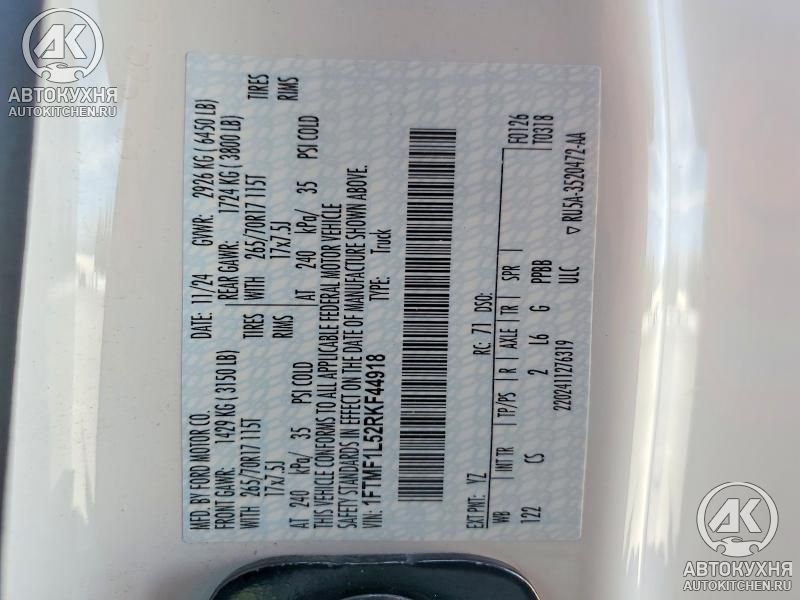 MFD. BY FORD MOTOR CO. DATE: 11/24 GVWR: 2926 KG (6450 LB)
FRONT GAWR: 1429 KG (3150 LB) REAR GAWR: 1724 KG (3800 LB)
WITH 265/70R17 115T TIRES WITH 265/70R17 115T TIRES
17x7.5J RIMS 17x7.5J RIMS
AT 240 kPa/ 35 PSI COLD AT 240 kPa/ 35 PSI COLD
THIS VEHICLE CONFORMS TO ALL APPLICABLE FEDERAL MOTOR VEHICLE
SAFETY STANDARDS IN EFFECT ON THE DATE OF MANUFACTURE SHOWN ABOVE.
VIN: 1FTMF1L52RKF44918 TYPE: Truck
F0126
T0318
EXT PNT: YZ RC: 71 DSO:
WB INT TR TP/PS R AXLE TR SPR
122 CS 2 L6 G PPBB
2202411276319 ULC
▽ RU5A-3520472-AA
АК
АВТОКУХНЯ
AUTOKITCHEN.RU
АК
АВТОКУХНЯ
AUTOKITCHEN.RU